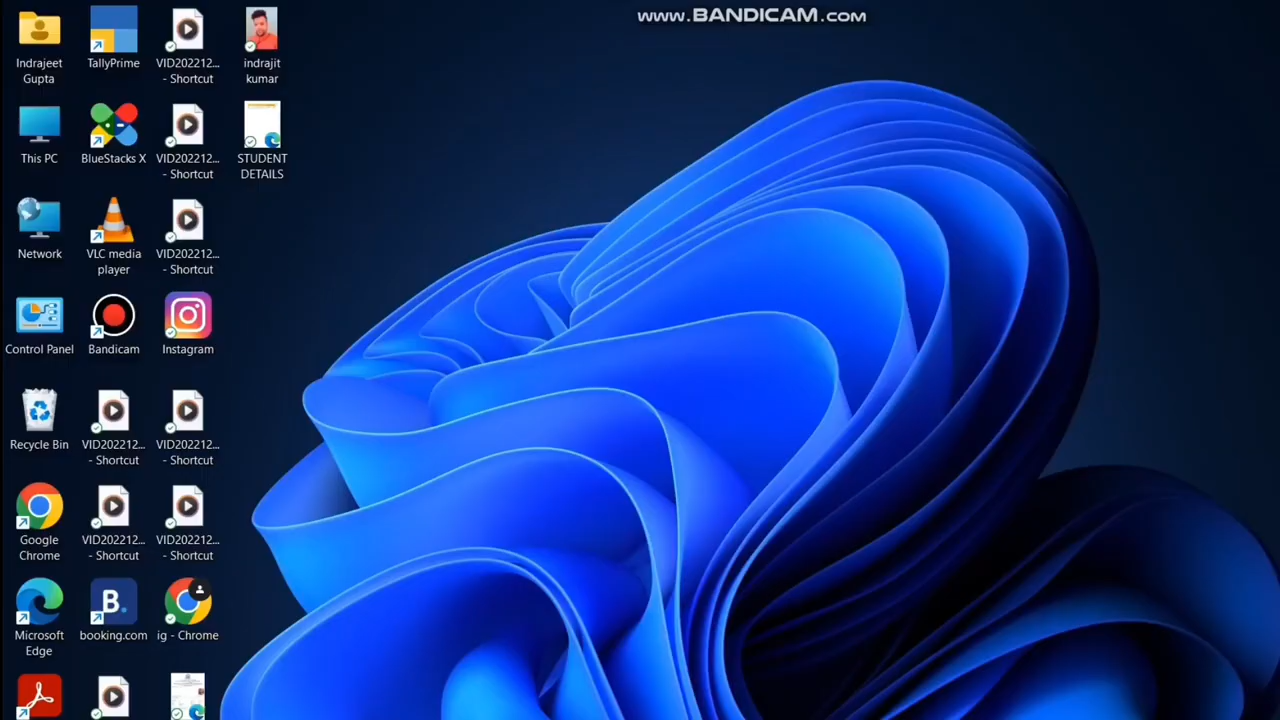 www.BANDICAM.com
Indrajeet
Gupta
TallyPrime
VID202212...
- Shortcut
indrajit
kumar
This PC
BlueStacks X
VID202212...
- Shortcut
STUDENT
DETAILS
Network
VLC media
player
VID202212...
- Shortcut
Control Panel
Bandicam
Instagram
Recycle Bin
VID202212...
- Shortcut
VID202212...
- Shortcut
Google
Chrome
VID202212...
- Shortcut
VID202212...
- Shortcut
Microsoft
Edge
B.
booking.com
ig - Chrome